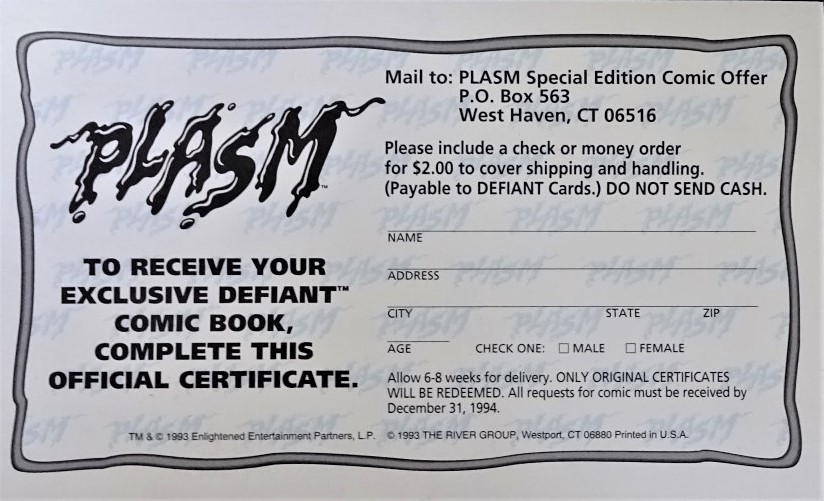 PLASM™
TO RECEIVE YOUR
EXCLUSIVE DEFIANT™
COMIC BOOK,
COMPLETE THIS
OFFICIAL CERTIFICATE.
Mail to: PLASM Special Edition Comic Offer
P.O. Box 563
West Haven, CT 06516
Please include a check or money order
for $2.00 to cover shipping and handling.
(Payable to DEFIANT Cards.) DO NOT SEND CASH.
NAME
ADDRESS
CITY STATE ZIP
AGE CHECK ONE: ☐ MALE ☐ FEMALE
Allow 6-8 weeks for delivery. ONLY ORIGINAL CERTIFICATES
WILL BE REDEEMED. All requests for comic must be received by
December 31, 1994.
TM & © 1993 Enlightened Entertainment Partners, L.P. © 1993 THE RIVER GROUP, Westport, CT 06880 Printed in U.S.A.